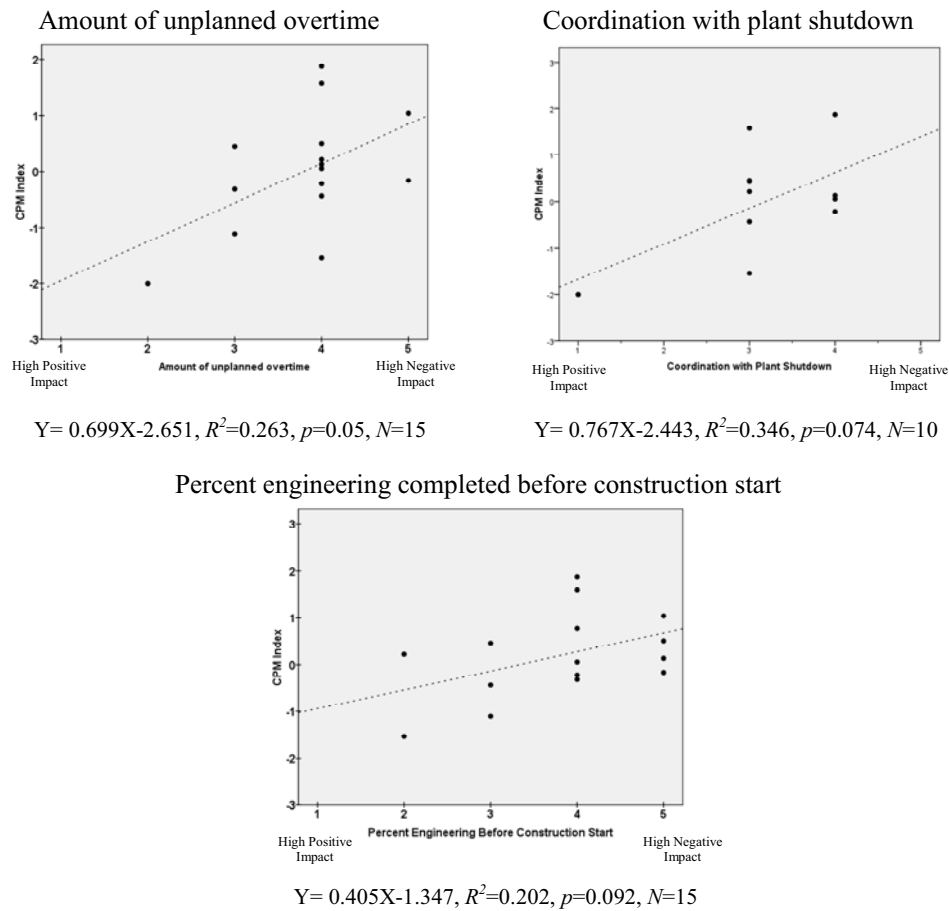 Amount of unplanned overtime
2
1
0
-1
-2
-3
CPM Index
1
2
3
4
5
High Positive
Impact
Amount of unplanned overtime
High Negative
Impact
Y= 0.699X-2.651, R²=0.263, p=0.05, N=15
Coordination with plant shutdown
3
2
1
0
-1
-2
-3
CPM Index
1
2
3
4
5
High Positive
Impact
Coordination with Plant Shutdown
High Negative
Impact
Y= 0.767X-2.443, R²=0.346, p=0.074, N=10
Percent engineering completed before construction start
3
2
1
0
-1
-2
-3
CPM Index
1
2
3
4
5
High Positive
Impact
Percent Engineering Before Construction Start
High Negative
Impact
Y= 0.405X-1.347, R²=0.202, p=0.092, N=15